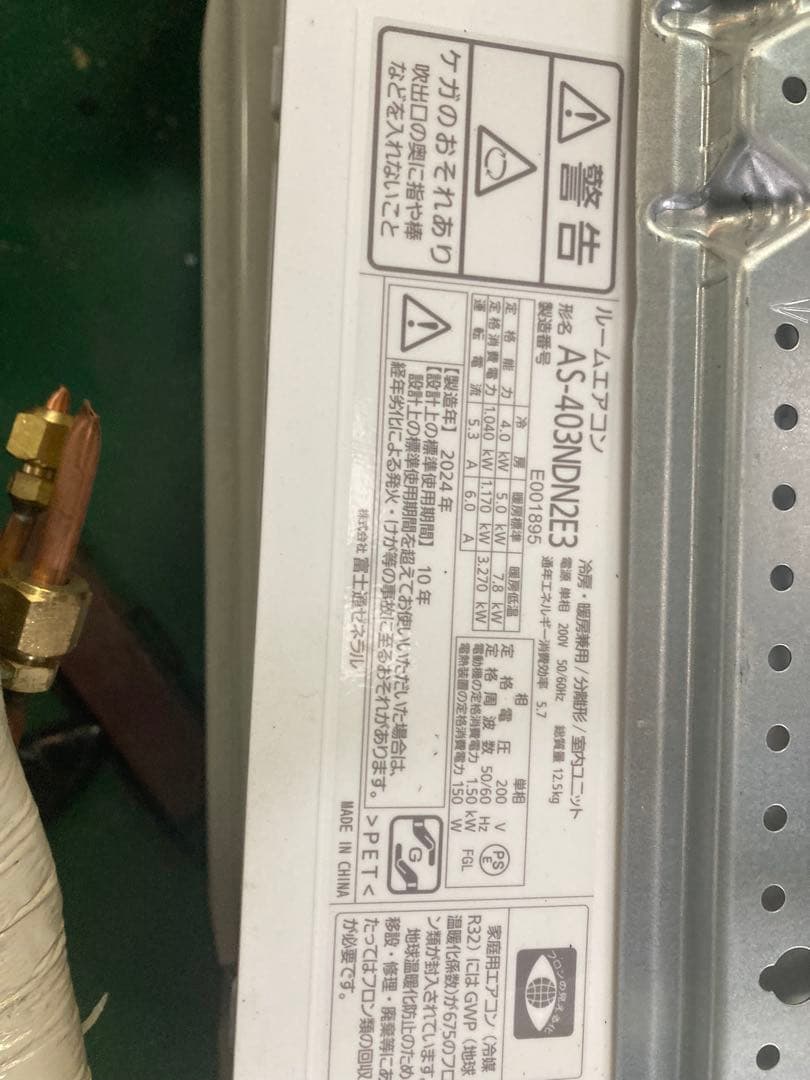 警告
ケガのおそれあり
吹出口の奥に指や棒
などを入れないこと
ルームエアコン
形名 AS-403NDN2E3
製造番号 E001895
冷房・暖房兼用/分離形/室内ユニット
電源 単相 200V 50/60Hz 総質量 12.5kg
通年エネルギー消費効率 5.7
冷房 暖房標準 暖房低温
定格能力 4.0 kW 5.0 kW 7.8 kW
定格消費電力 1.040 kW 1.170 kW 3.270 kW
運転電流 5.3 A 6.0 A
相 単相
定格電圧 200 V
定格周波数 50/60 Hz
電動機の定格消費電力 1.50 kW
電熱装置の定格消費電力 150 W
PS
E
FGL
【製造年】 2024年
【設計上の標準使用期間】 10年
設計上の標準使用期間を超えてお使いいただいた場合は、
経年劣化による発火・けが等の事故に至るおそれがあります。
株式会社 富士通ゼネラル
G
>PET<
MADE IN CHINA
フロンの見える化
家庭用エアコン（冷媒
R32）にはGWP（地球
温暖化係数）が675のフロ
ン類が封入されています。
地球温暖化防止のため、
移設・修理・廃棄等にあ
たってはフロン類の回収
が必要です。